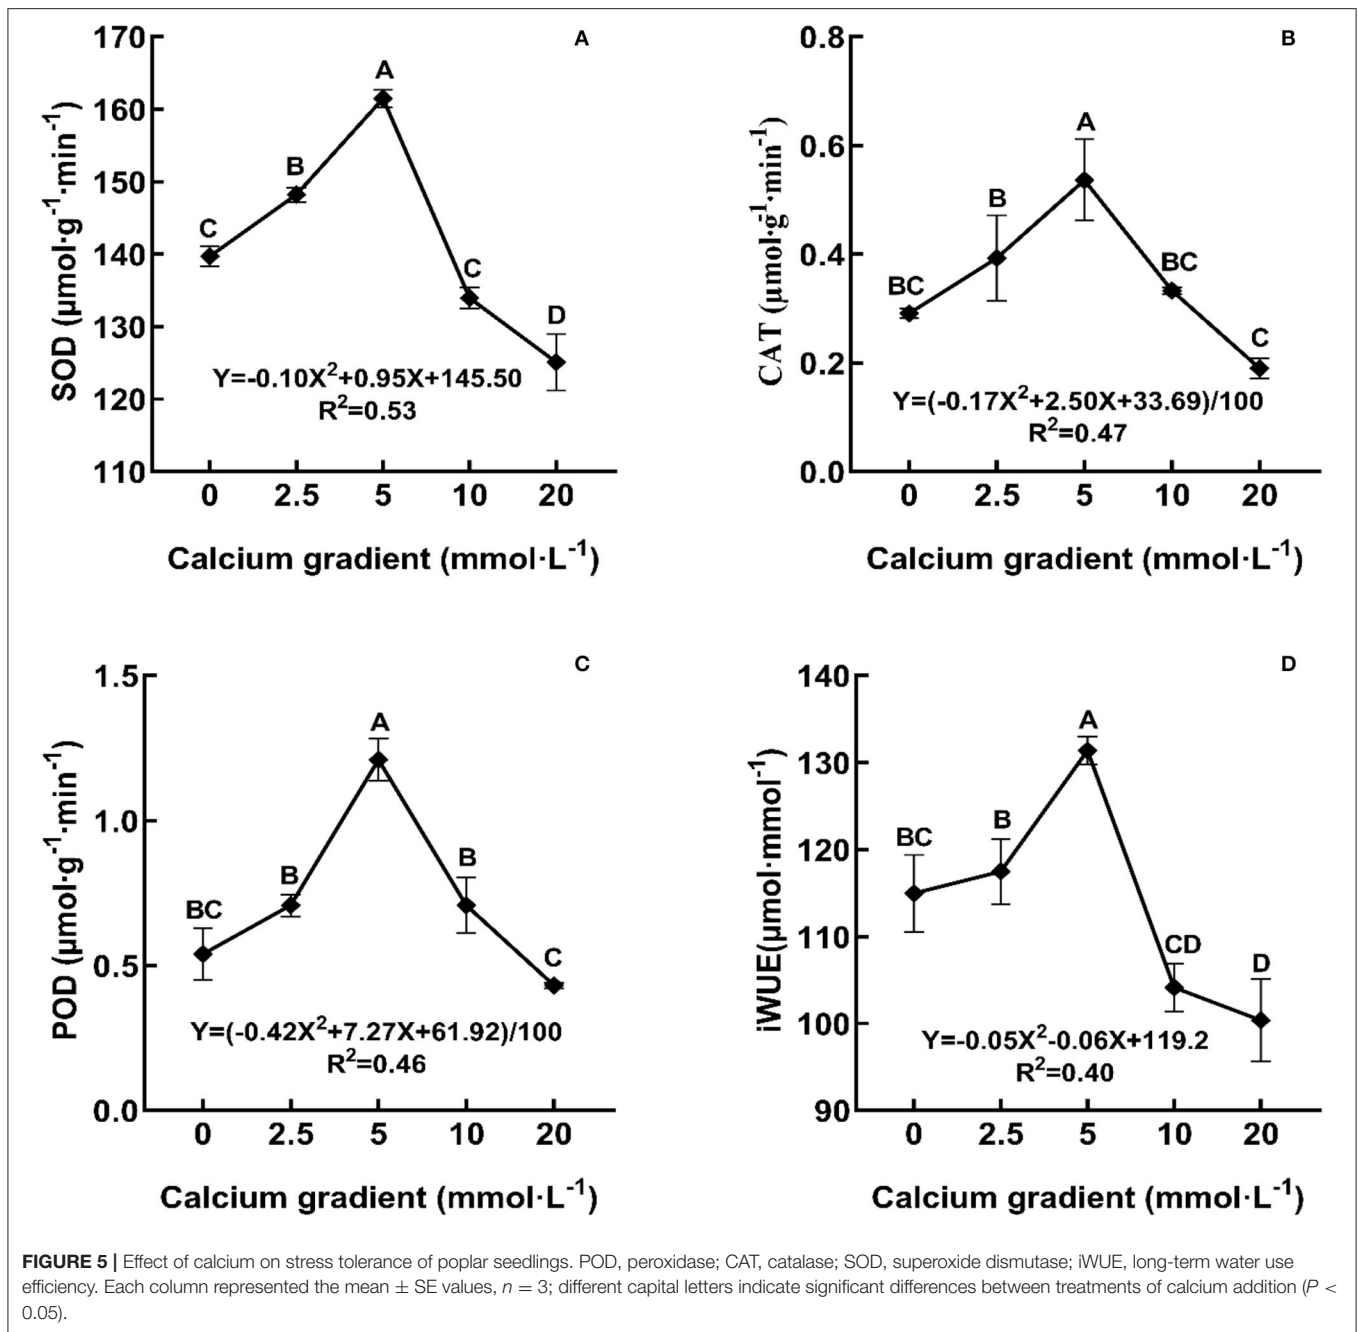 A
SOD (µmol·g⁻¹·min⁻¹)
170
160
150
140
130
120
110
C
B
A
C
D
Y=-0.10X²+0.95X+145.50
R²=0.53
0 2.5 5 10 20
Calcium gradient (mmol·L⁻¹)
B
CAT (µmol·g⁻¹·min⁻¹)
0.8
0.6
0.4
0.2
0.0
BC
B
A
BC
C
Y=(-0.17X²+2.50X+33.69)/100
R²=0.47
0 2.5 5 10 20
Calcium gradient (mmol·L⁻¹)
C
POD (µmol·g⁻¹·min⁻¹)
1.5
1.0
0.5
0.0
BC
B
A
B
C
Y=(-0.42X²+7.27X+61.92)/100
R²=0.46
0 2.5 5 10 20
Calcium gradient (mmol·L⁻¹)
D
iWUE(µmol·mmol⁻¹)
140
130
120
110
100
90
BC
B
A
CD
D
Y=-0.05X²-0.06X+119.2
R²=0.40
0 2.5 5 10 20
Calcium gradient (mmol·L⁻¹)
FIGURE 5 | Effect of calcium on stress tolerance of poplar seedlings. POD, peroxidase; CAT, catalase; SOD, superoxide dismutase; iWUE, long-term water use
efficiency. Each column represented the mean ± SE values, n = 3; different capital letters indicate significant differences between treatments of calcium addition (P <
0.05).